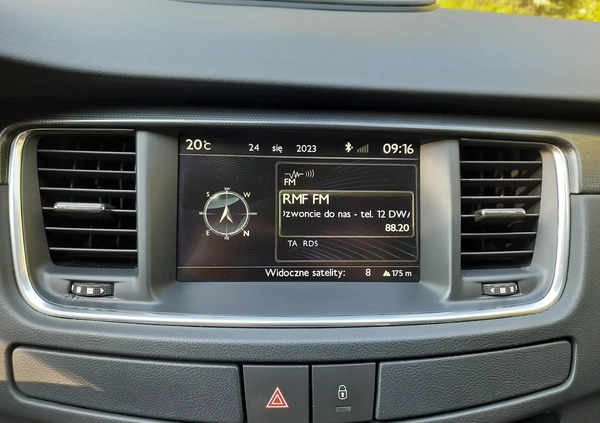 20°C 24 się 2023 09:16
FM
RMF FM
Dzwoncie do nas - tel. 12 DWA
88.20
TA RDS
S W
E N
Widoczne satelity: 8 175 m